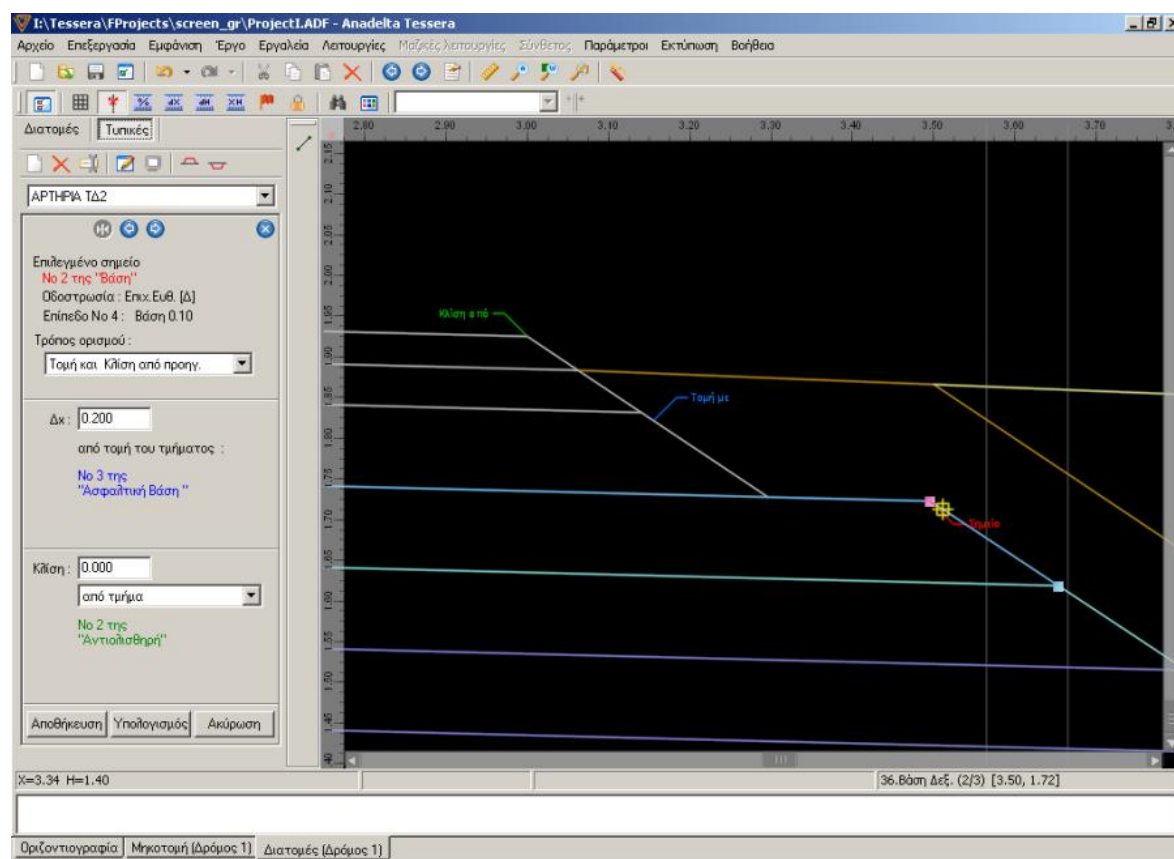 I:\Tessera\FProjects\screen_gr\ProjectI.ADF - Anadelta Tessera
Αρχείο Επεξεργασία Εμφάνιση Έργο Εργαλεία Λειτουργίες Μαζικές λειτουργίες Σύνθετος Παράμετροι Εκτύπωση Βοήθεια
% dX dH XH
Διατομές Τυπικές
2.80 2.90 3.00 3.10 3.20 3.30 3.40 3.50 3.60 3.70
ΑΡΤΗΡΙΑ ΤΔ2
Επιλεγμένο σημείο
Νο 2 της "Βάση"
Οδοστρωσία : Επιχ.Ευθ. [Δ]
Επίπεδο Νο 4 : Βάση 0.10
Τρόπος ορισμού :
Τομή και Κλίση από προηγ.
Δx : 0.200
από τομή του τμήματος :
Νο 3 της
"Ασφαλτική Βάση "
Κλίση : 0.000
από τμήμα
Νο 2 της
"Αντιολισθηρή"
Αποθήκευση Υπολογισμός Ακύρωση
2.15
2.10
2.05
2.00
1.95
1.90
1.85
1.80
1.75
1.70
1.65
1.60
1.55
1.50
1.45
Κλίση από
Τομή με
Σημείο
X=3.34 H=1.40
36.Βάση Δεξ. (2/3) [3.50, 1.72]
Οριζοντιογραφία Μηκοτομή (Δρόμος 1) Διατομές (Δρόμος 1)